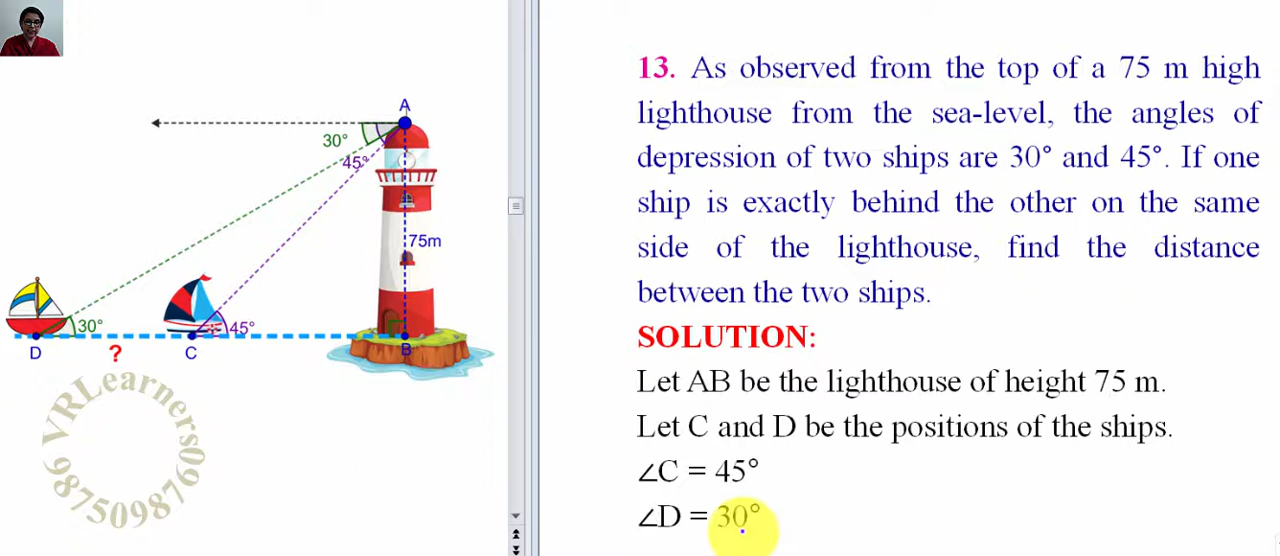 A
30°
45°
75m
30°
45°
D
?
C
B
VRLearners09876
9875098760
13. As observed from the top of a 75 m high
lighthouse from the sea-level, the angles of
depression of two ships are 30° and 45°. If one
ship is exactly behind the other on the same
side of the lighthouse, find the distance
between the two ships.
SOLUTION:
Let AB be the lighthouse of height 75 m.
Let C and D be the positions of the ships.
∠C = 45°
∠D = 30°